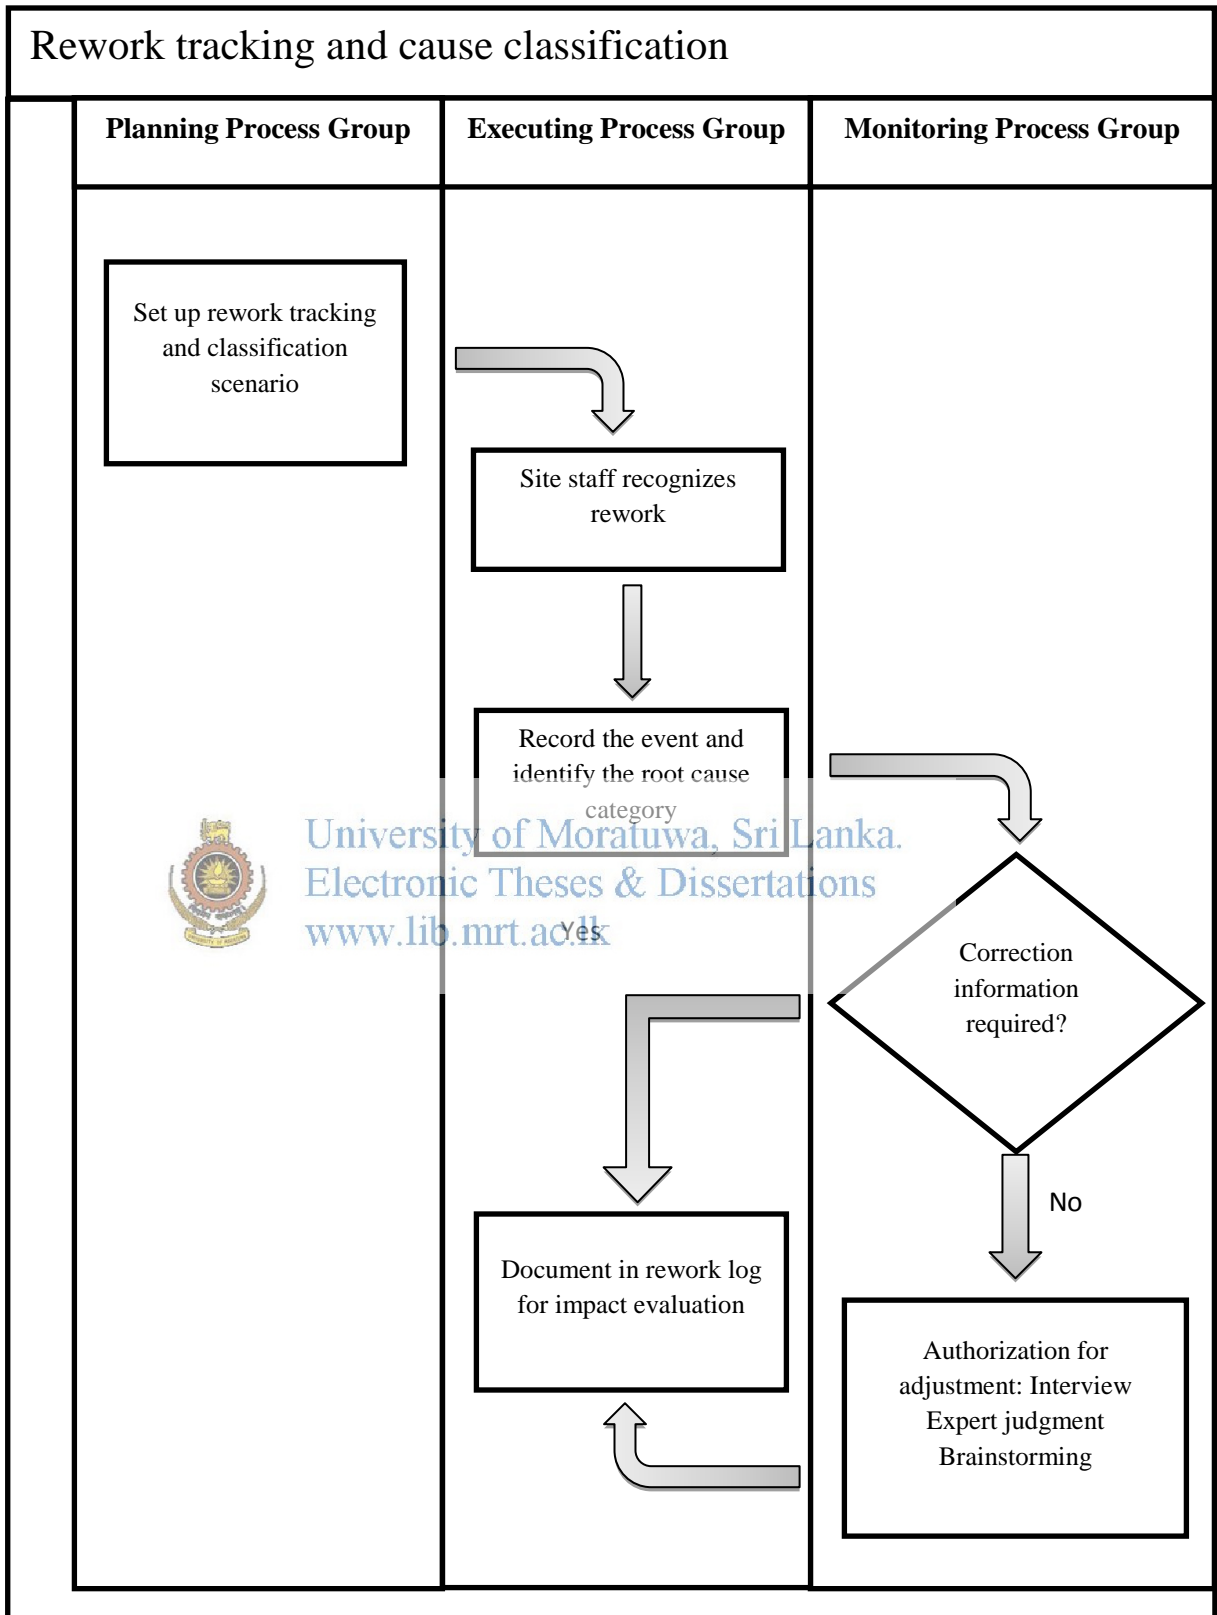 Rework tracking and cause classification
Planning Process Group
Executing Process Group
Monitoring Process Group
Set up rework tracking
and classification
scenario
Site staff recognizes
rework
Record the event and
identify the root cause
category
University of Moratuwa, Sri Lanka.
Electronic Theses & Dissertations
www.lib.mrt.ac.lk
Yes
Correction
information
required?
No
Document in rework log
for impact evaluation
Authorization for
adjustment: Interview
Expert judgment
Brainstorming